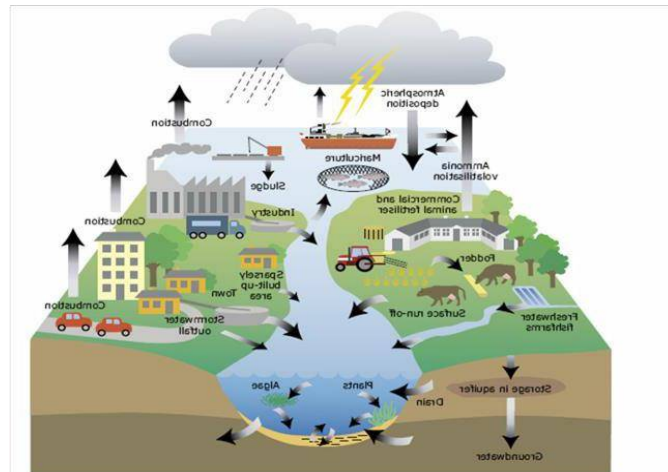 Atmospheric
deposition
Combustion
Mariculture
Ammonia
volatilisation
Sludge
Commercial and
animal fertiliser
Industry
Combustion
Fodder
Sparsely
built-up
area
Town
Combustion
Stormwater
outfall
Surface run-off
Freshwater
fishfarms
Algae
Plants
Drain
Storage in aquifer
Groundwater